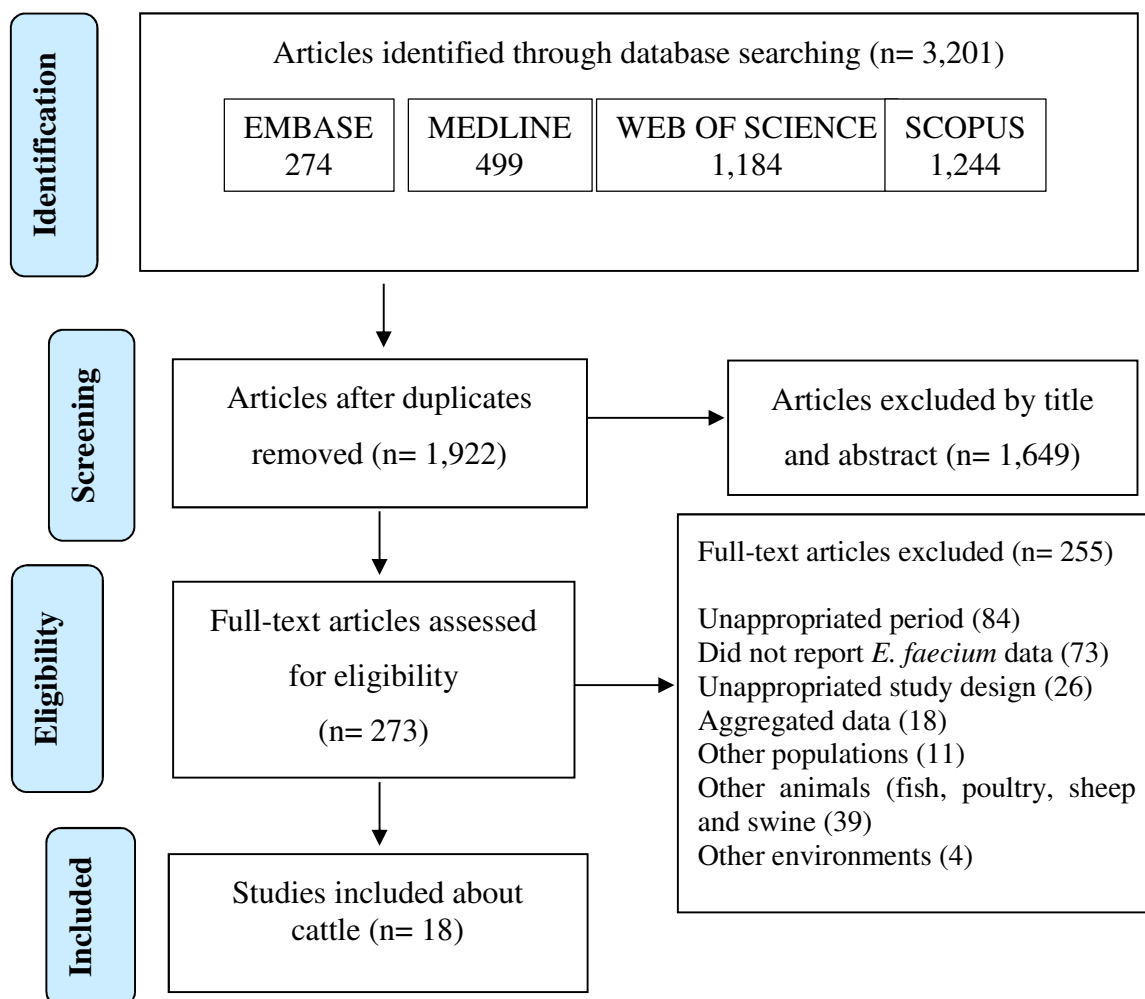 Identification
Articles identified through database searching (n= 3,201)
EMBASE
274
MEDLINE
499
WEB OF SCIENCE
1,184
SCOPUS
1,244
Screening
Articles after duplicates
removed (n= 1,922)
Articles excluded by title
and abstract (n= 1,649)
Eligibility
Full-text articles assessed
for eligibility
(n= 273)
Full-text articles excluded (n= 255)
Unappropriated period (84)
Did not report E. faecium data (73)
Unappropriated study design (26)
Aggregated data (18)
Other populations (11)
Other animals (fish, poultry, sheep
and swine (39)
Other environments (4)
Included
Studies included about
cattle (n= 18)